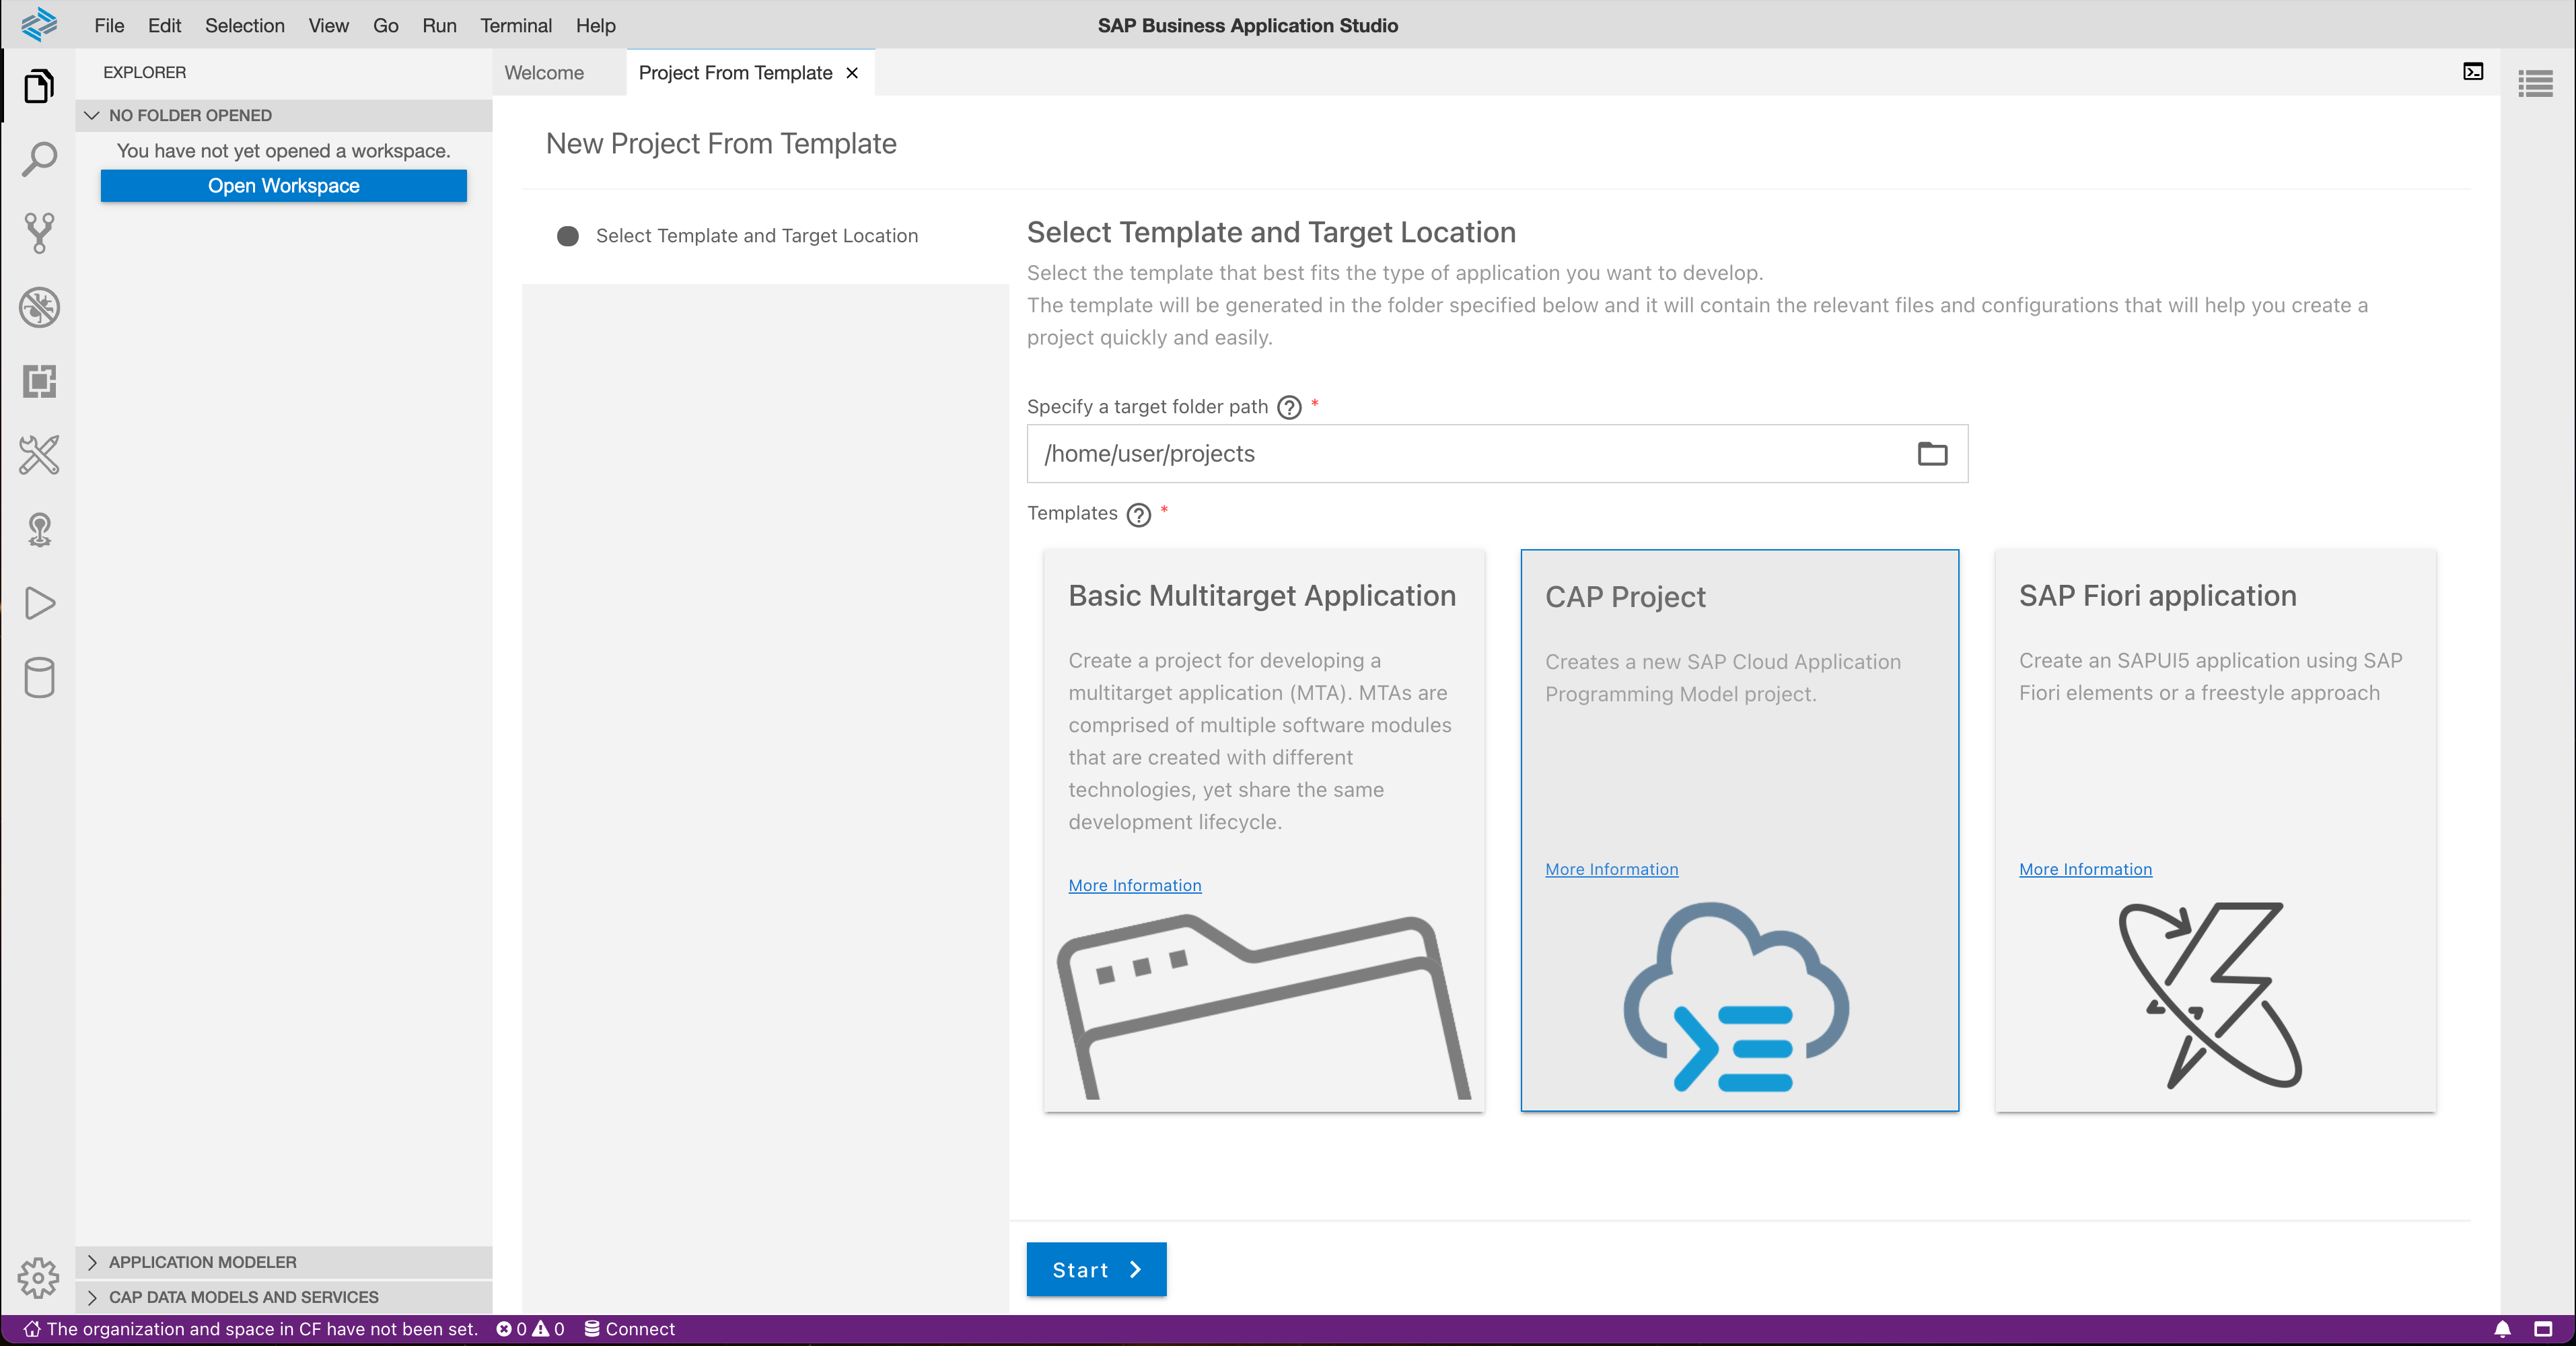 File Edit Selection View Go Run Terminal Help
SAP Business Application Studio
EXPLORER
NO FOLDER OPENED
You have not yet opened a workspace.
Open Workspace
APPLICATION MODELER
CAP DATA MODELS AND SERVICES
Welcome
Project From Template
New Project From Template
Select Template and Target Location
Select Template and Target Location
Select the template that best fits the type of application you want to develop.
The template will be generated in the folder specified below and it will contain the relevant files and configurations that will help you create a
project quickly and easily.
Specify a target folder path ? *
/home/user/projects
Templates ? *
Basic Multitarget Application
Create a project for developing a
multitarget application (MTA). MTAs are
comprised of multiple software modules
that are created with different
technologies, yet share the same
development lifecycle.
More Information
CAP Project
Creates a new SAP Cloud Application
Programming Model project.
More Information
SAP Fiori application
Create an SAPUI5 application using SAP
Fiori elements or a freestyle approach
More Information
Start
The organization and space in CF have not been set. 0 0 Connect